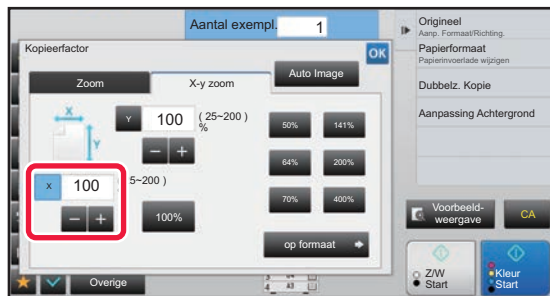 Aantal exempl. 1
Kopieerfactor
OK
Zoom
X-y zoom
Auto Image
X
Y
Y 100 ( 25~200 )
%
− +
X 100 5~200 )
− +
100%
50% 141%
64% 200%
70% 400%
op formaat
Origineel
Aanp. Formaat/Richting.
Papierformaat
Papierinvoerlade wijzigen
Dubbelz. Kopie
Aanpassing Achtergrond
Voorbeeld-
weergave
CA
Z/W
Start
Kleur
Start
Overige
4 A3